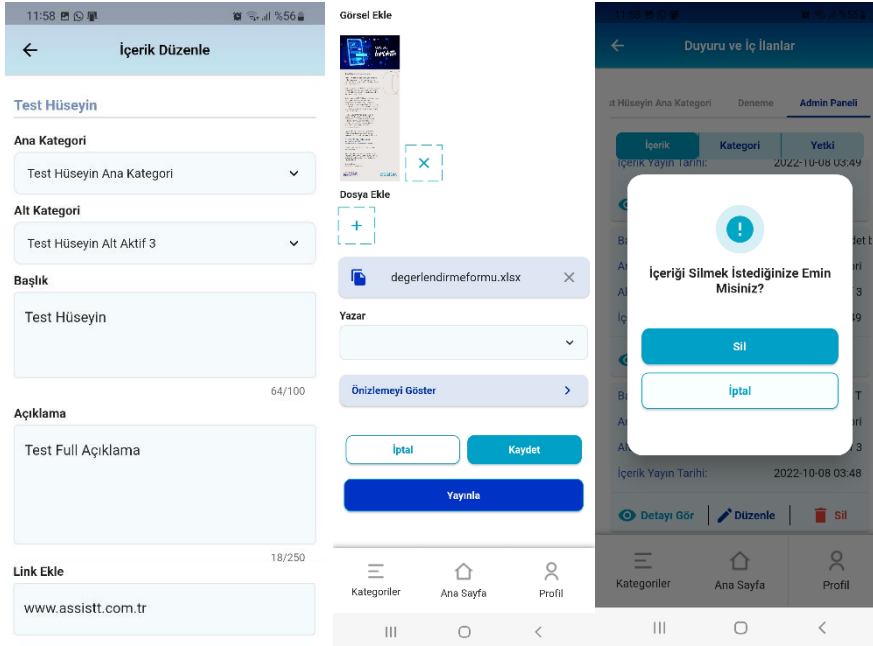 11:58
%56
İçerik Düzenle
Test Hüseyin
Ana Kategori
Test Hüseyin Ana Kategori
Alt Kategori
Test Hüseyin Alt Aktif 3
Başlık
Test Hüseyin
64/100
Açıklama
Test Full Açıklama
18/250
Link Ekle
www.assistt.com.tr
Görsel Ekle
Dosya Ekle
degerlendirmeformu.xlsx
Yazar
Önizlemeyi Göster
İptal
Kaydet
Yayınla
Kategoriler
Ana Sayfa
Profil
11:58
%56
Duyuru ve İç İlanlar
st Hüseyin Ana Kategori
Deneme
Admin Paneli
İçerik
Kategori
Yetki
İçerik Yayın Tarihi:
2022-10-08 03:49
İçeriği Silmek İstediğinize Emin
Misiniz?
Sil
İptal
İçerik Yayın Tarihi:
2022-10-08 03:48
Detayı Gör
Düzenle
Sil
Kategoriler
Ana Sayfa
Profil